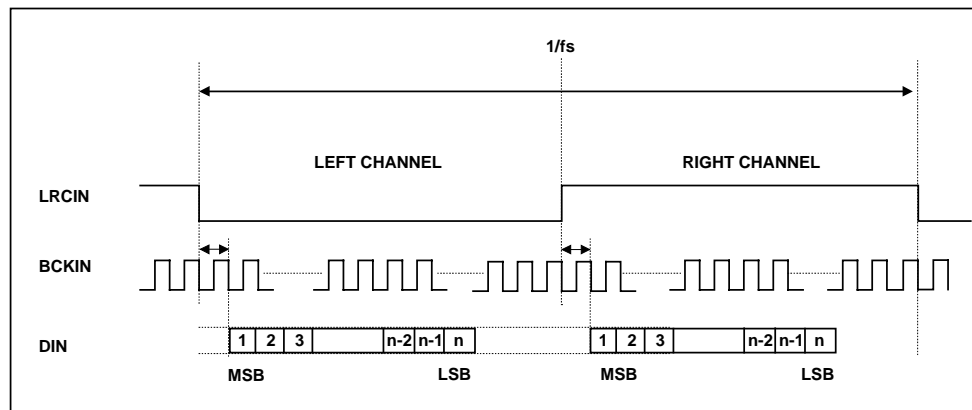 1/fs
LEFT CHANNEL RIGHT CHANNEL
LRCIN
BCKIN
DIN 1 2 3 n-2 n-1 n 1 2 3 n-2 n-1 n
MSB LSB MSB LSB